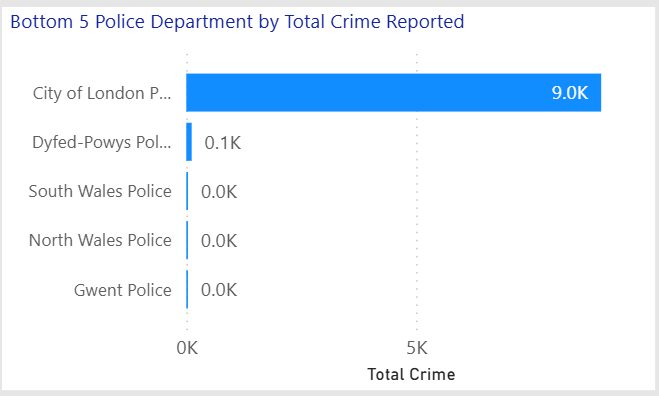 Bottom 5 Police Department by Total Crime Reported
City of London P... 9.0K
Dyfed-Powys Pol... 0.1K
South Wales Police 0.0K
North Wales Police 0.0K
Gwent Police 0.0K
0K 5K
Total Crime